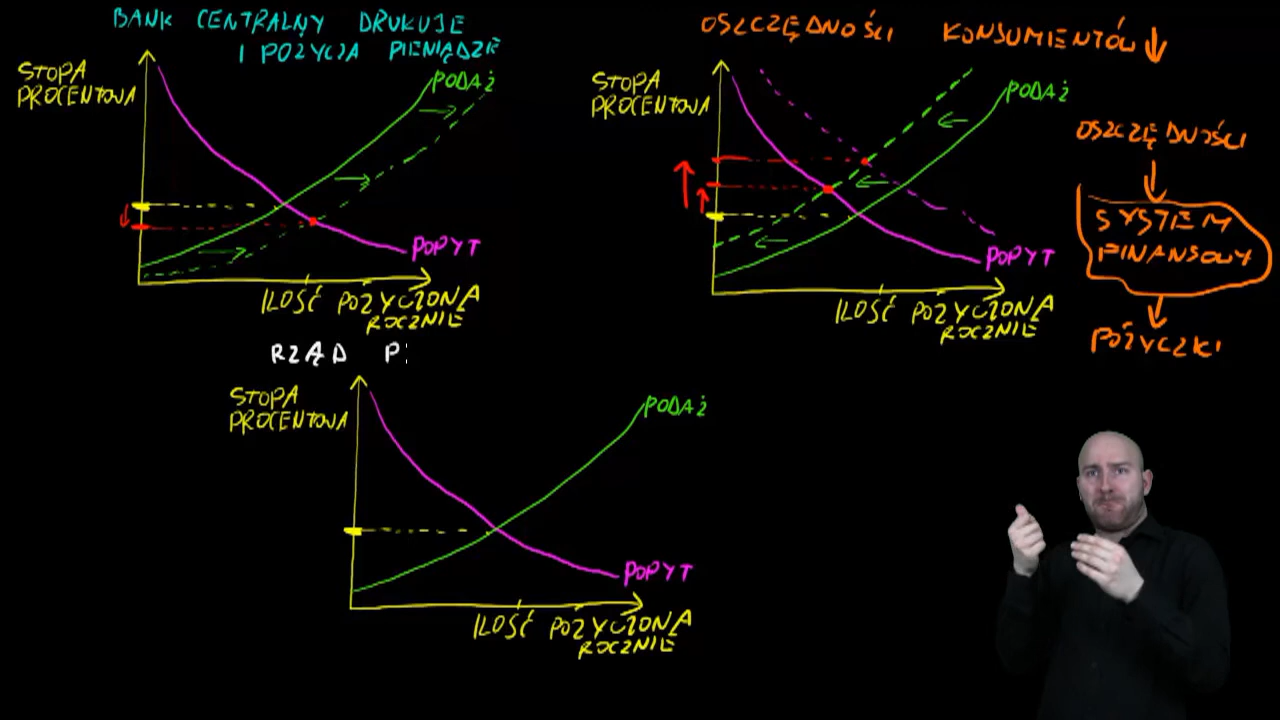 BANK CENTRALNY DRUKUJE
I POŻYCZA PIENIĄDZE
STOPA
PROCENTOWA
PODAŻ
POPYT
ILOŚĆ POŻYCZONA
ROCZNIE
OSZCZĘDNOŚCI KONSUMENTÓW
STOPA
PROCENTOWA
PODAŻ
POPYT
ILOŚĆ POŻYCZONA
ROCZNIE
OSZCZĘDNOŚCI
SYSTEM
FINANSOWY
POŻYCZKI
RZĄD P
STOPA
PROCENTOWA
PODAŻ
POPYT
ILOŚĆ POŻYCZONA
ROCZNIE